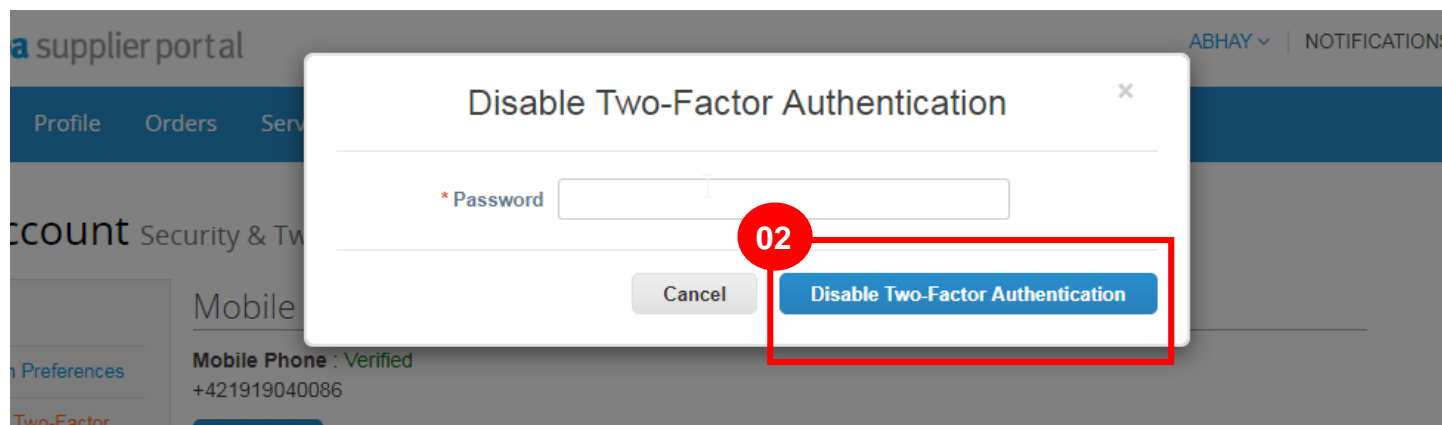 a supplier portal
ABHAY
NOTIFICATIONS
Profile Orders Serv
Disable Two-Factor Authentication
×
* Password
02
Cancel
Disable Two-Factor Authentication
ccount Security & Tw
Mobile
Mobile Phone : Verified
n Preferences
+421919040086
Two-Factor